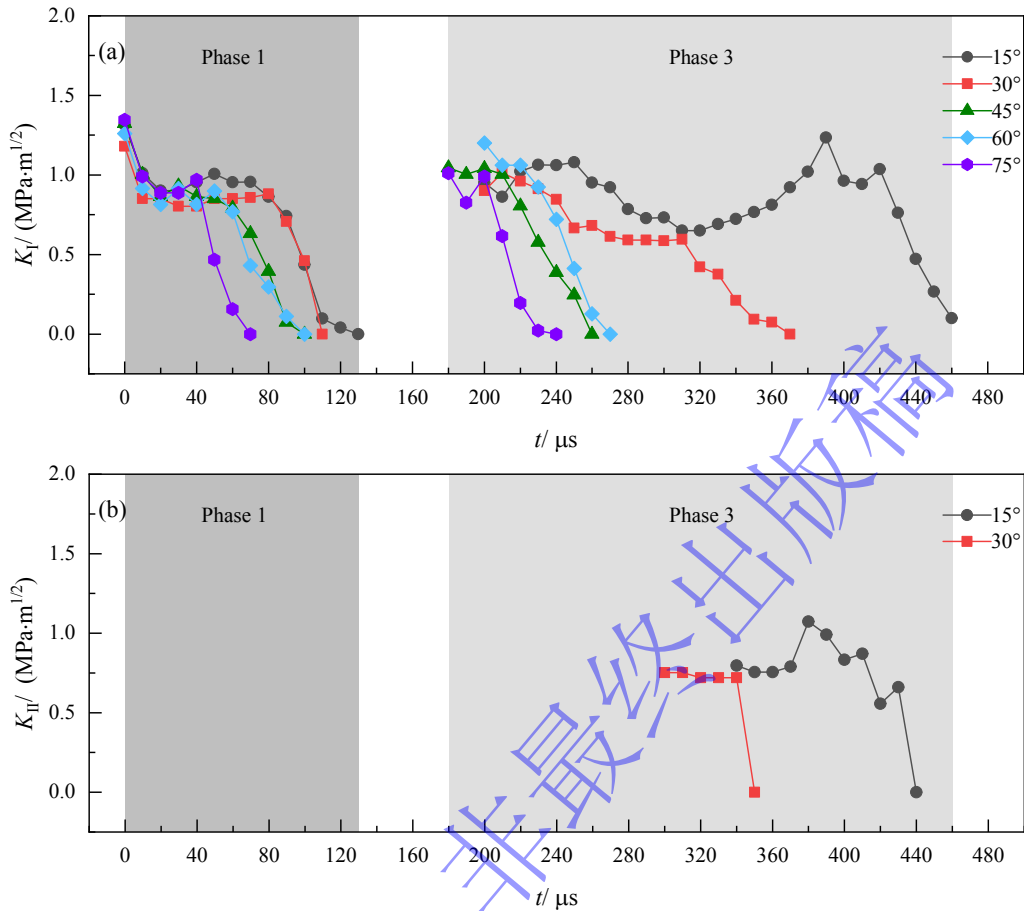 (a)
Phase 1
Phase 3
15°
30°
45°
60°
75°
K_I/ (MPa·m^{1/2})
2.0
1.5
1.0
0.5
0.0
0 40 80 120 160 200 240 280 320 360 400 440 480
t/ μs
(b)
Phase 1
Phase 3
15°
30°
K_{II}/ (MPa·m^{1/2})
2.0
1.5
1.0
0.5
0.0
0 40 80 120 160 200 240 280 320 360 400 440 480
t/ μs
非最终出版稿